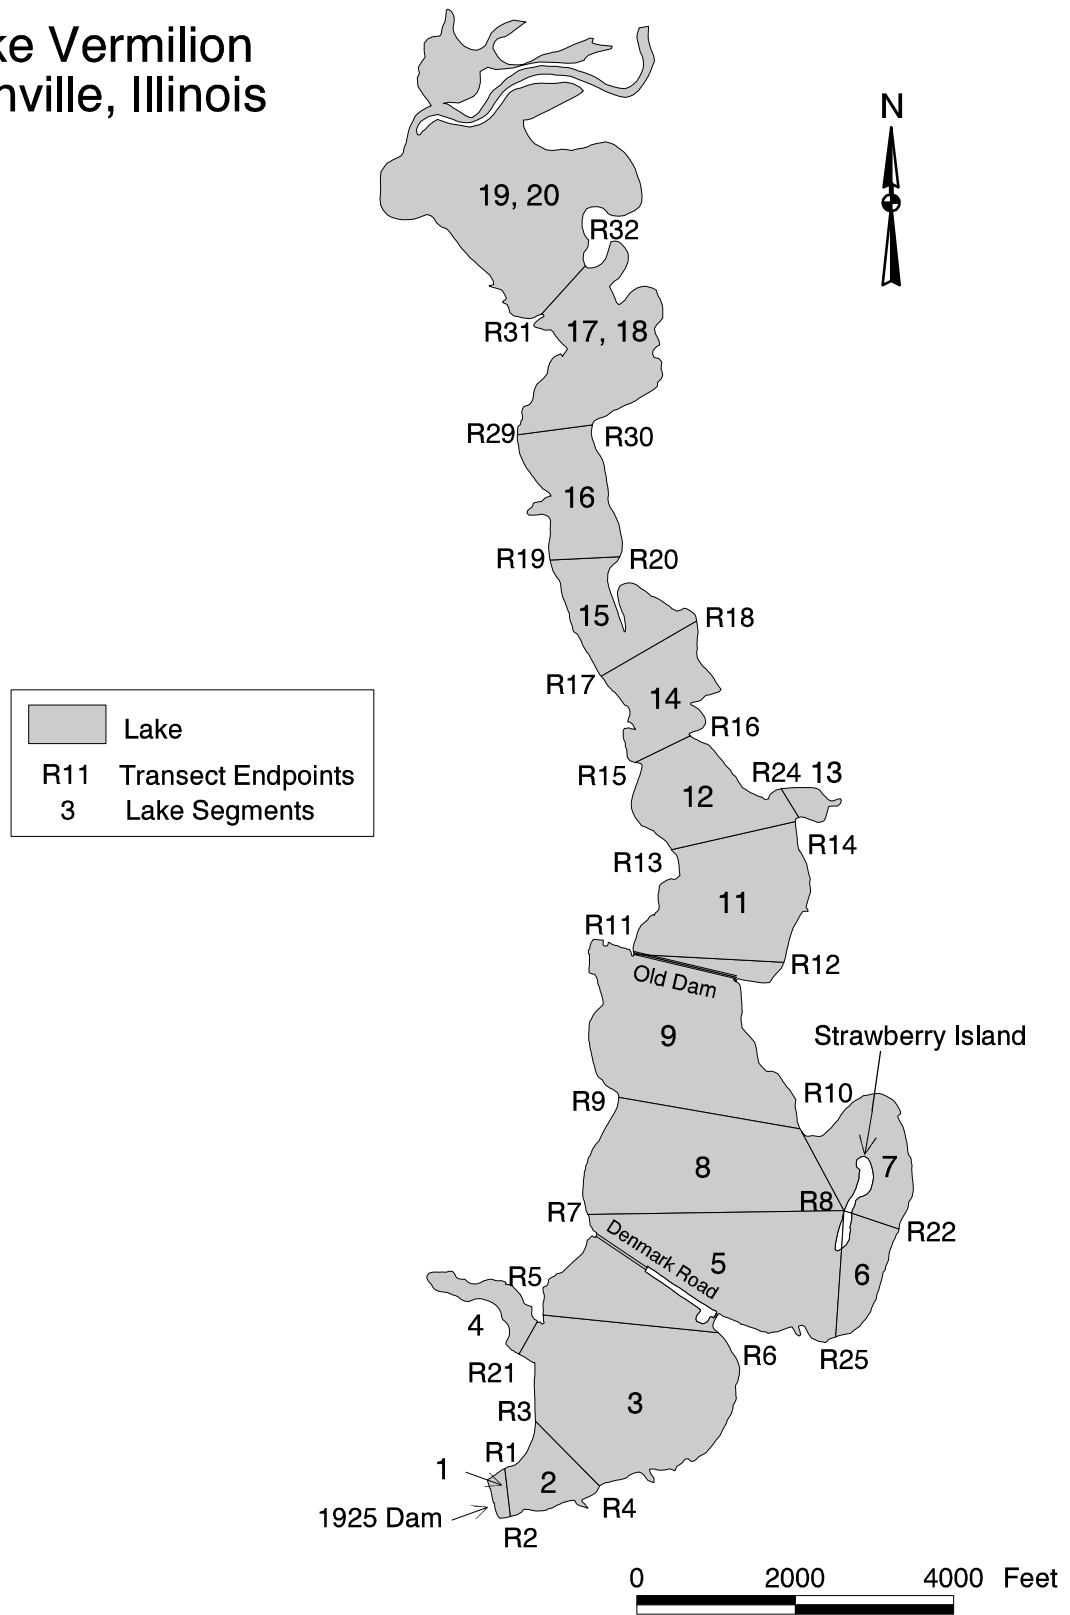 ke Vermilion
nville, Illinois
N
19, 20
R32
R31
17, 18
R29
R30
16
R19
R20
15
R18
R17
14
R16
R15
R24 13
12
R14
R13
11
R11
R12
Old Dam
9
Strawberry Island
R10
R9
8
7
R8
R7
R22
Denmark Road
5
6
R5
4
R6
R25
R21
3
R3
R1
1
2
R4
1925 Dam
R2
Lake
R11 Transect Endpoints
3 Lake Segments
0 2000 4000 Feet